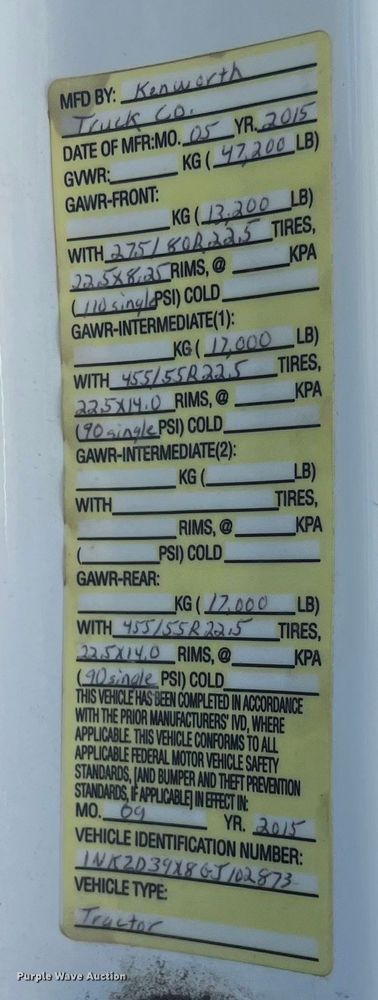 MFD BY: Kenworth
Truck Co.
DATE OF MFR:MO. 05 YR. 2015
GVWR: KG ( 47,200 LB)
GAWR-FRONT:
KG ( 13,200 LB)
WITH 275/80R22.5 TIRES,
22.5X8.25 RIMS, @ KPA
( 110 single PSI) COLD
GAWR-INTERMEDIATE(1):
KG ( 17,000 LB)
WITH 455/55R22.5 TIRES,
22.5X14.0 RIMS, @ KPA
( 90 single PSI) COLD
GAWR-INTERMEDIATE(2):
KG ( LB)
WITH TIRES,
RIMS, @ KPA
( PSI) COLD
GAWR-REAR:
KG ( 17,000 LB)
WITH 455/55R22.5 TIRES,
22.5X14.0 RIMS, @ KPA
( 90 single PSI) COLD
THIS VEHICLE HAS BEEN COMPLETED IN ACCORDANCE
WITH THE PRIOR MANUFACTURERS' IVD, WHERE
APPLICABLE. THIS VEHICLE CONFORMS TO ALL
APPLICABLE FEDERAL MOTOR VEHICLE SAFETY
STANDARDS, [AND BUMPER AND THEFT PREVENTION
STANDARDS, IF APPLICABLE] IN EFFECT IN:
MO. 09 YR. 2015
VEHICLE IDENTIFICATION NUMBER:
1NKZD39X8GJ102873
VEHICLE TYPE:
Tractor
Purple Wave Auction